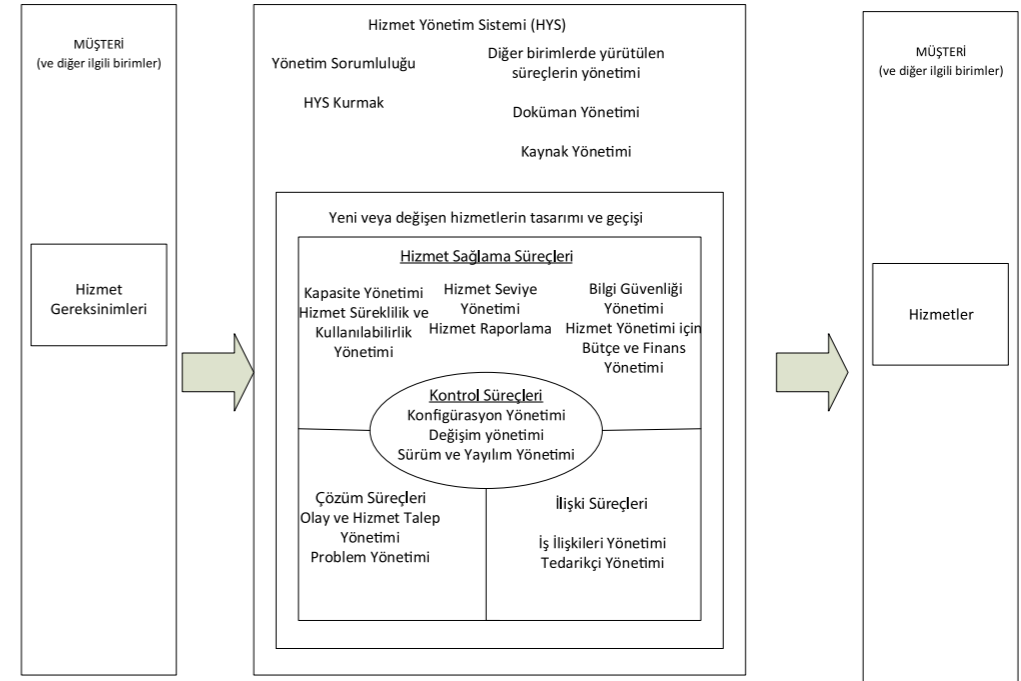 MÜŞTERİ
(ve diğer ilgili birimler)
Hizmet
Gereksinimleri
Hizmet Yönetim Sistemi (HYS)
Yönetim Sorumluluğu
HYS Kurmak
Diğer birimlerde yürütülen
süreçlerin yönetimi
Doküman Yönetimi
Kaynak Yönetimi
Yeni veya değişen hizmetlerin tasarımı ve geçişi
Hizmet Sağlama Süreçleri
Kapasite Yönetimi
Hizmet Süreklilik ve
Kullanılabilirlik
Yönetimi
Hizmet Seviye
Yönetimi
Hizmet Raporlama
Bilgi Güvenliği
Yönetimi
Hizmet Yönetimi için
Bütçe ve Finans
Yönetimi
Kontrol Süreçleri
Konfigürasyon Yönetimi
Değişim yönetimi
Sürüm ve Yayılım Yönetimi
Çözüm Süreçleri
Olay ve Hizmet Talep
Yönetimi
Problem Yönetimi
İlişki Süreçleri
İş İlişkileri Yönetimi
Tedarikçi Yönetimi
MÜŞTERİ
(ve diğer ilgili birimler)
Hizmetler